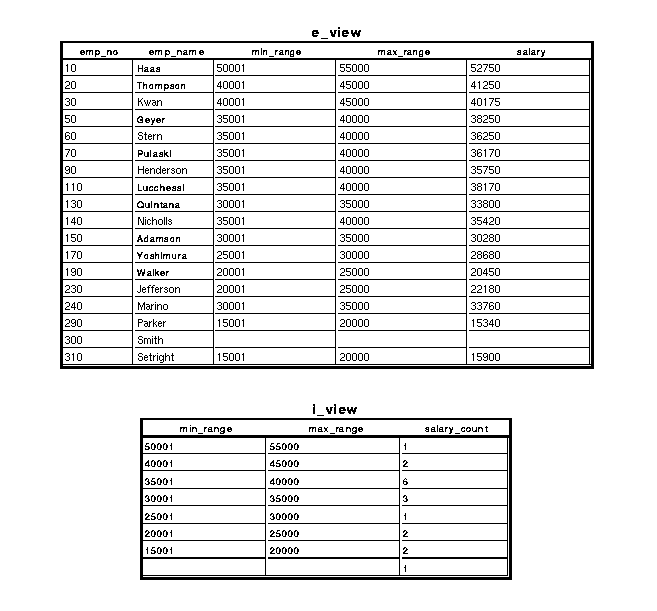 e_view
emp_no emp_name min_range max_range salary
10 Haas 50001 55000 52750
20 Thompson 40001 45000 41250
30 Kwan 40001 45000 40175
50 Geyer 35001 40000 38250
60 Stern 35001 40000 36250
70 Pulaski 35001 40000 36170
90 Henderson 35001 40000 35750
110 Lucchessi 35001 40000 38170
130 Quintana 30001 35000 33800
140 Nicholls 35001 40000 35420
150 Adamson 30001 35000 30280
170 Yoshimura 25001 30000 28680
190 Walker 20001 25000 20450
230 Jefferson 20001 25000 22180
240 Marino 30001 35000 33760
290 Parker 15001 20000 15340
300 Smith
310 Setright 15001 20000 15900
i_view
min_range max_range salary_count
50001 55000 1
40001 45000 2
35001 40000 6
30001 35000 3
25001 30000 1
20001 25000 2
15001 20000 2
1